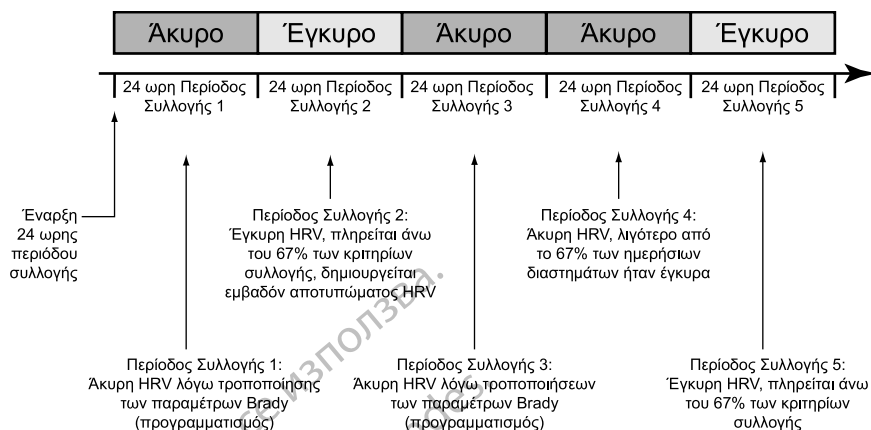 Άκυρο Έγκυρο Άκυρο Άκυρο Έγκυρο
24 ωρη Περίοδος Συλλογής 1
24 ωρη Περίοδος Συλλογής 2
24 ωρη Περίοδος Συλλογής 3
24 ωρη Περίοδος Συλλογής 4
24 ωρη Περίοδος Συλλογής 5
Έναρξη
24 ωρης
περιόδου
συλλογής
Περίοδος Συλλογής 2:
Έγκυρη HRV, πληρείται άνω
του 67% των κριτηρίων
συλλογής, δημιουργείται
εμβαδόν αποτυπώματος HRV
Περίοδος Συλλογής 4:
Άκυρη HRV, λιγότερο από
το 67% των ημερήσιων
διαστημάτων ήταν έγκυρα
Περίοδος Συλλογής 1:
Άκυρη HRV λόγω τροποποίησης
των παραμέτρων Brady
(προγραμματισμός)
Περίοδος Συλλογής 3:
Άκυρη HRV λόγω τροποποιήσεων
των παραμέτρων Brady
(προγραμματισμός)
Περίοδος Συλλογής 5:
Έγκυρη HRV, πληρείται άνω
του 67% των κριτηρίων
συλλογής
се използва.